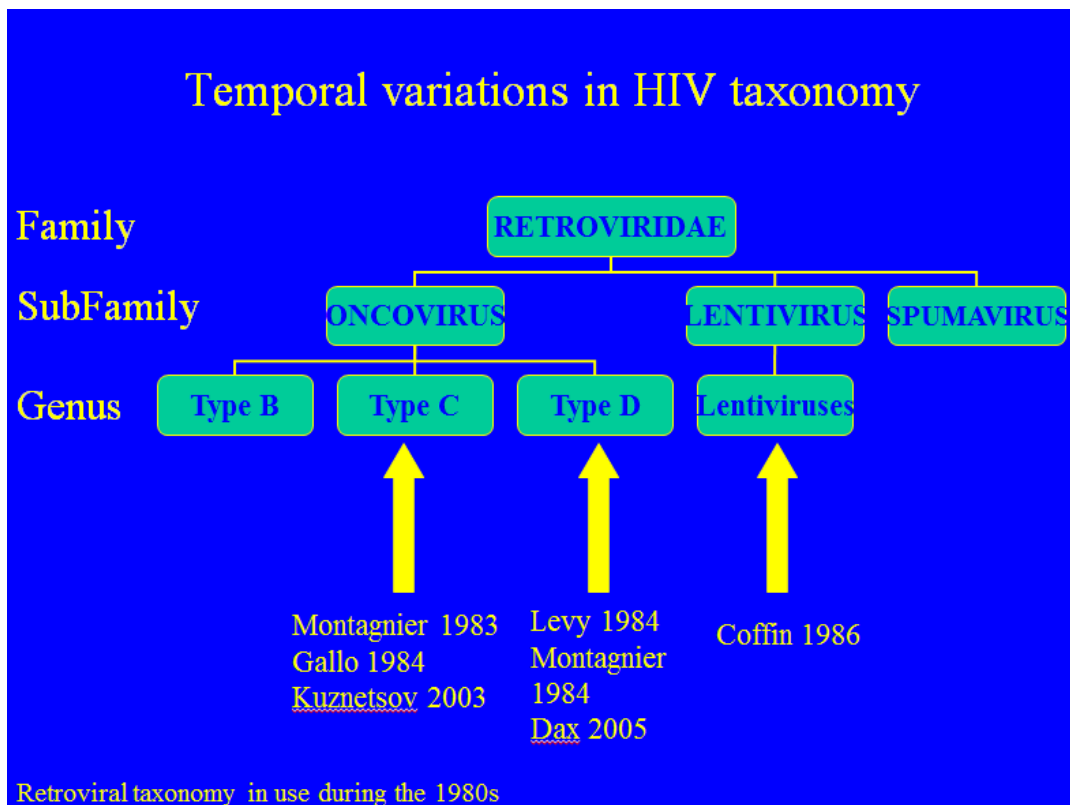 Temporal variations in HIV taxonomy
Family
RETROVIRIDAE
SubFamily
ONCOVIRUS
LENTIVIRUS
SPUMAVIRUS
Genus
Type B
Type C
Type D
Lentiviruses
Montagnier 1983
Gallo 1984
Kuznetsov 2003
Levy 1984
Montagnier
1984
Dax 2005
Coffin 1986
Retroviral taxonomy in use during the 1980s